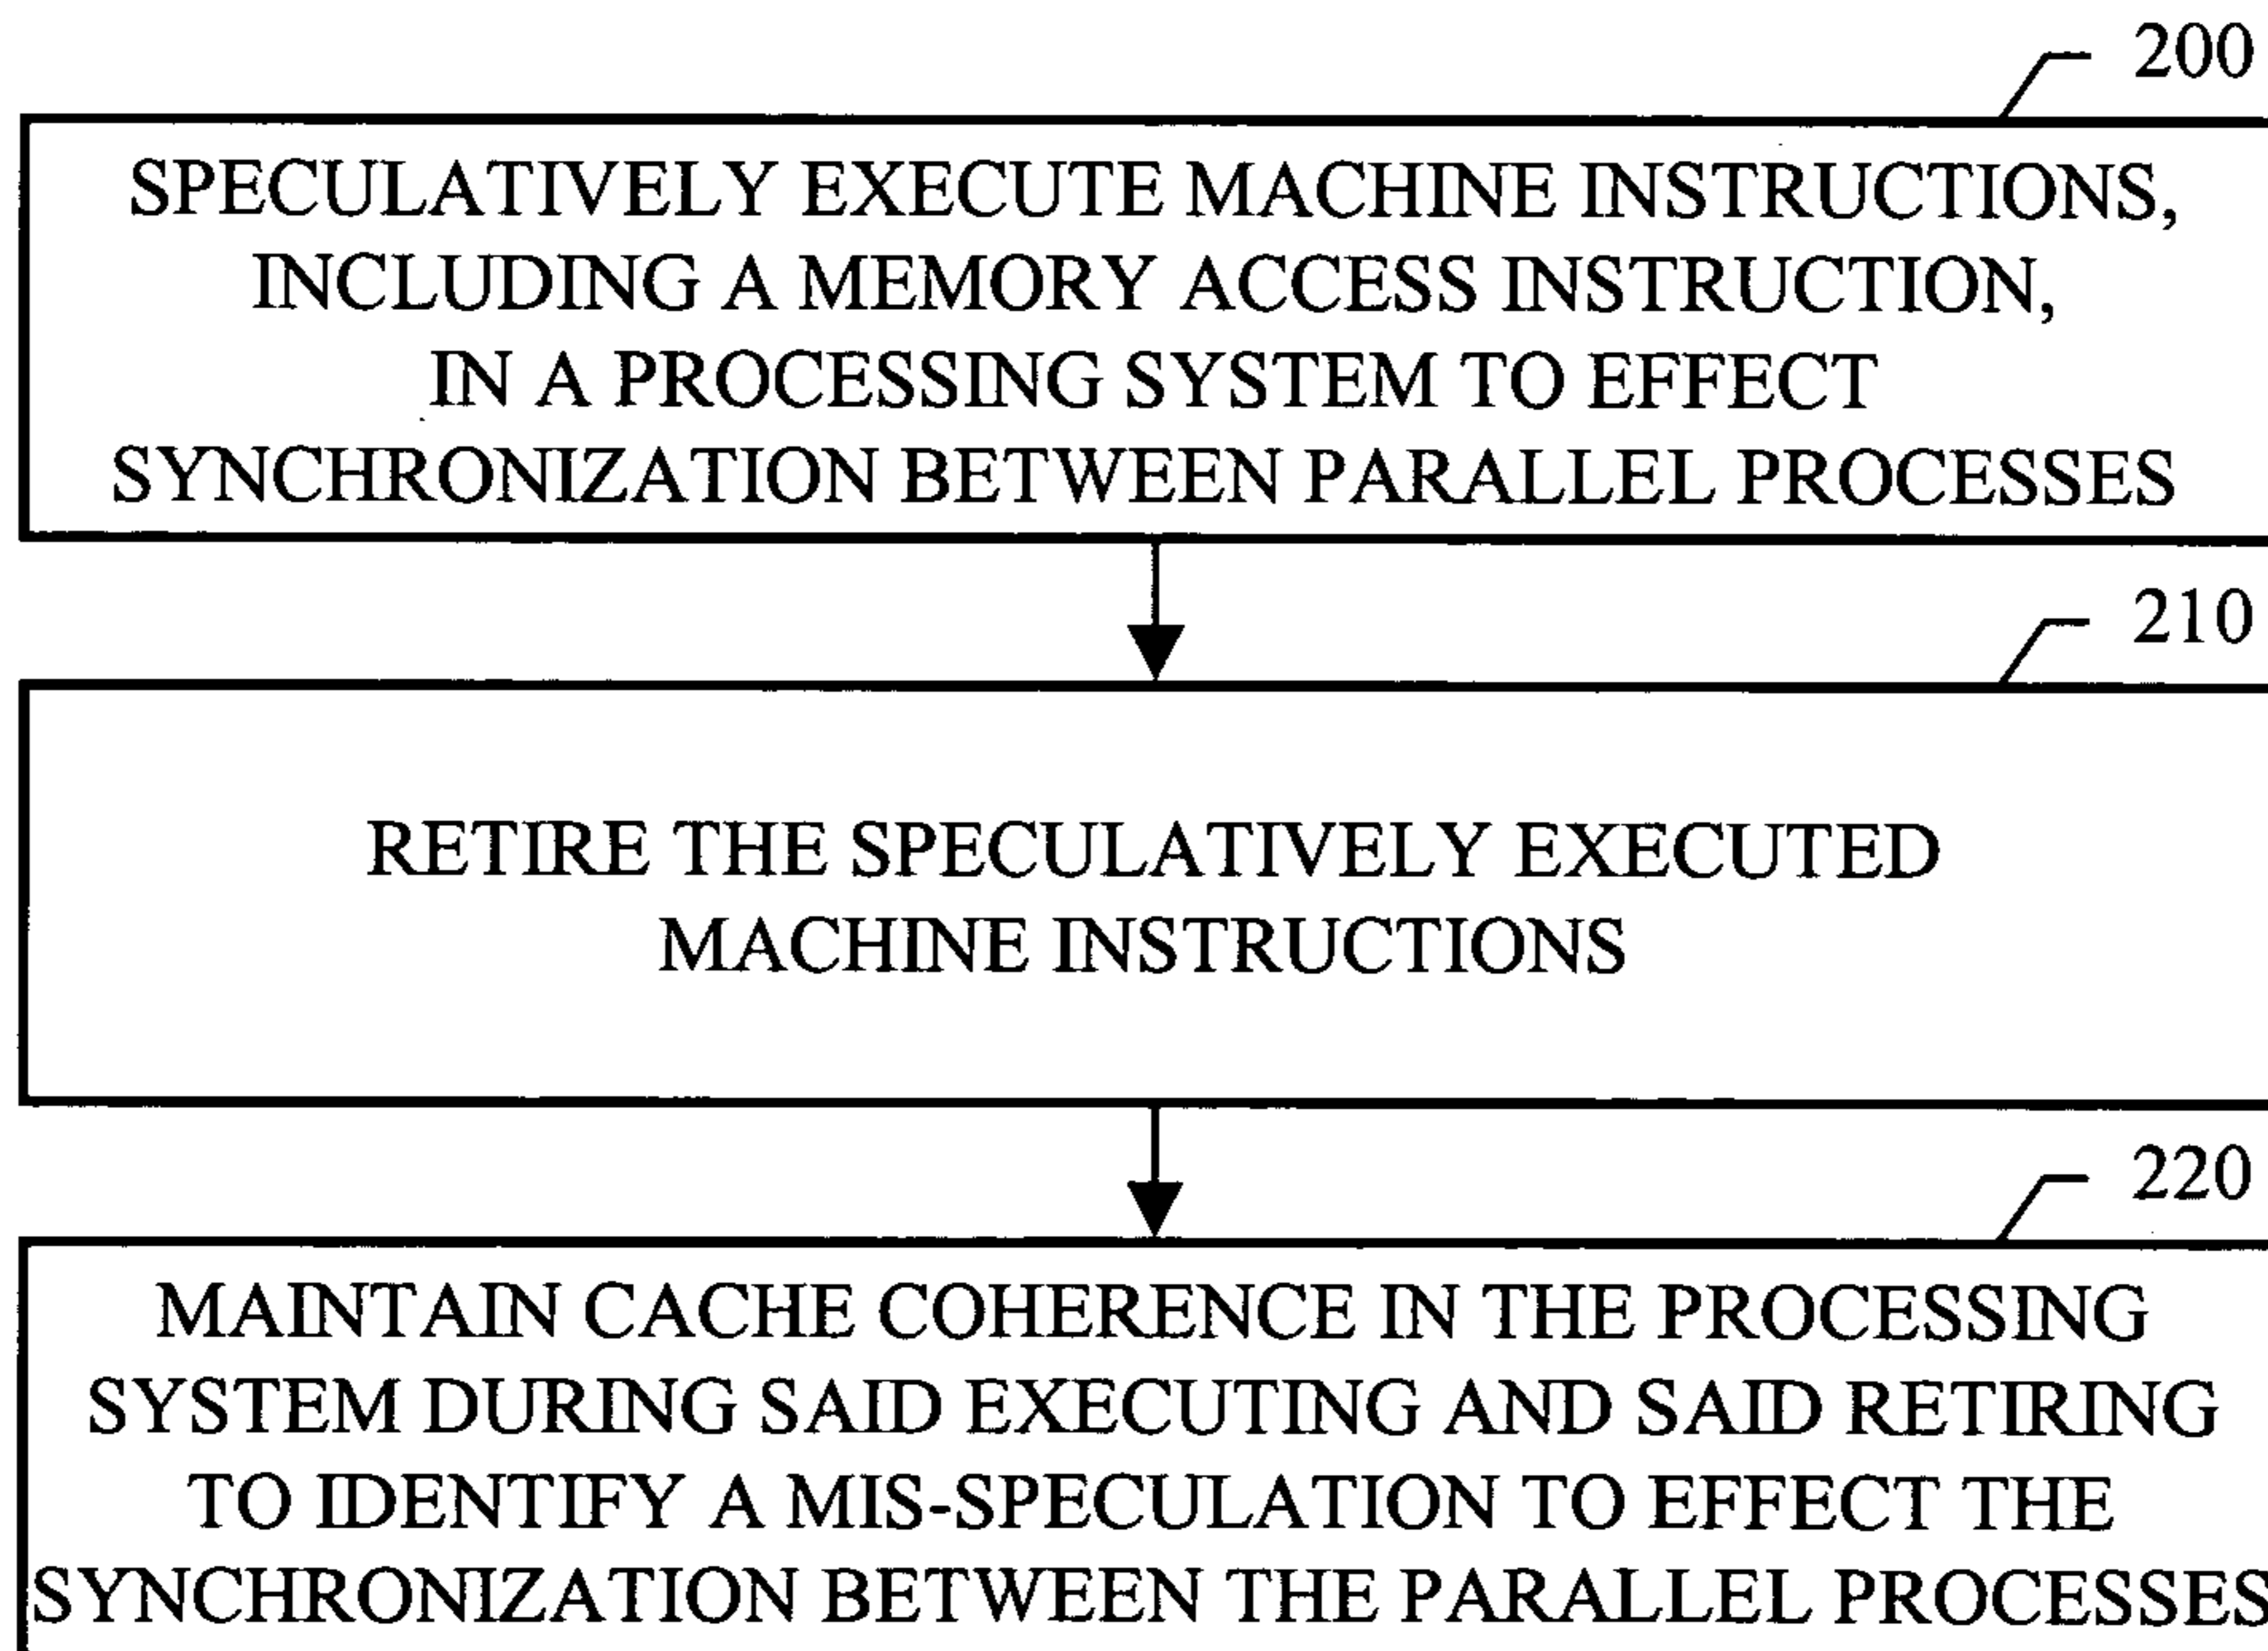 200
SPECULATIVELY EXECUTE MACHINE INSTRUCTIONS,
INCLUDING A MEMORY ACCESS INSTRUCTION,
IN A PROCESSING SYSTEM TO EFFECT
SYNCHRONIZATION BETWEEN PARALLEL PROCESSES
210
RETIRE THE SPECULATIVELY EXECUTED
MACHINE INSTRUCTIONS
220
MAINTAIN CACHE COHERENCE IN THE PROCESSING
SYSTEM DURING SAID EXECUTING AND SAID RETIRING
TO IDENTIFY A MIS-SPECULATION TO EFFECT THE
SYNCHRONIZATION BETWEEN THE PARALLEL PROCESSES